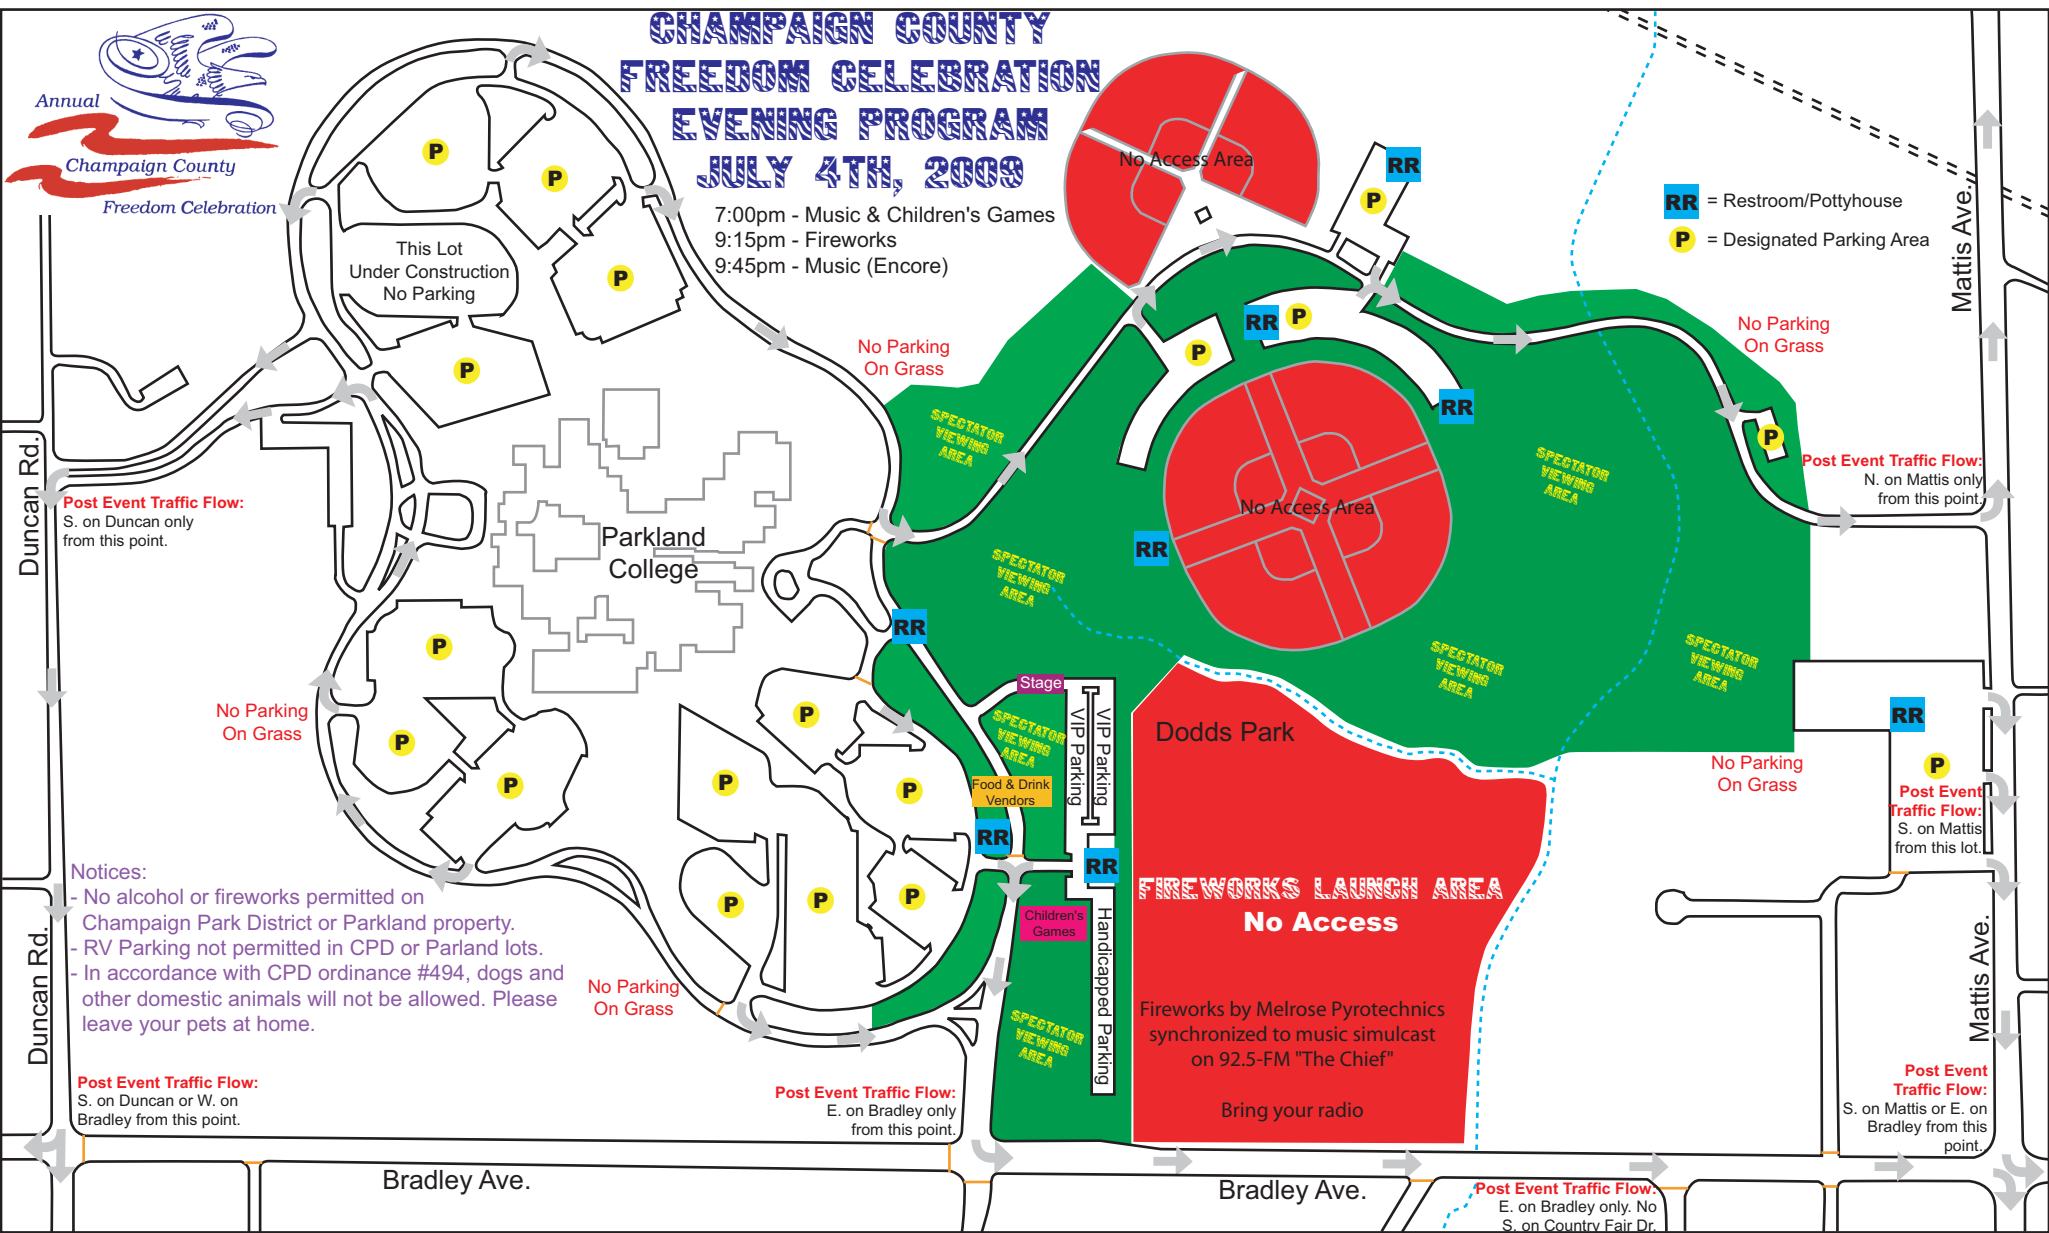 CHAMPAIGN COUNTY
FREEDOM CELEBRATION
EVENING PROGRAM
JULY 4TH, 2009
7:00pm - Music & Children's Games
9:15pm - Fireworks
9:45pm - Music (Encore)
Annual
Champaign County
Freedom Celebration
RR = Restroom/Pottyhouse
P = Designated Parking Area
No Access Area
RR
P
Mattis Ave.
P
P
This Lot
Under Construction
No Parking
P
P
No Parking
On Grass
RR
P
P
RR
No Parking
On Grass
P
SPECTATOR
VIEWING
AREA
SPECTATOR
VIEWING
AREA
P
Duncan Rd.
Post Event Traffic Flow:
S. on Duncan only
from this point.
Post Event Traffic Flow:
N. on Mattis only
from this point.
No Access Area
Parkland
College
RR
SPECTATOR
VIEWING
AREA
RR
P
SPECTATOR
VIEWING
AREA
SPECTATOR
VIEWING
AREA
No Parking
On Grass
P
P
P
P
P
Stage
SPECTATOR
VIEWING
AREA
VIP Parking
VIP Parking
Dodds Park
RR
P
No Parking
On Grass
Post Event
Traffic Flow:
S. on Mattis
from this lot.
Food & Drink
Vendors
RR
RR
P
P
P
Children's
Games
Handicapped Parking
FIREWORKS LAUNCH AREA
No Access
Notices:
- No alcohol or fireworks permitted on
Champaign Park District or Parkland property.
- RV Parking not permitted in CPD or Parland lots.
- In accordance with CPD ordinance #494, dogs and
other domestic animals will not be allowed. Please
leave your pets at home.
Duncan Rd.
No Parking
On Grass
SPECTATOR
VIEWING
AREA
Fireworks by Melrose Pyrotechnics
synchronized to music simulcast
on 92.5-FM "The Chief"
Bring your radio
Mattis Ave.
Post Event Traffic Flow:
S. on Duncan or W. on
Bradley from this point.
Post Event Traffic Flow:
E. on Bradley only
from this point.
Post Event
Traffic Flow:
S. on Mattis or E. on
Bradley from this
point.
Bradley Ave.
Bradley Ave.
Post Event Traffic Flow:
E. on Bradley only. No
S. on Country Fair Dr.